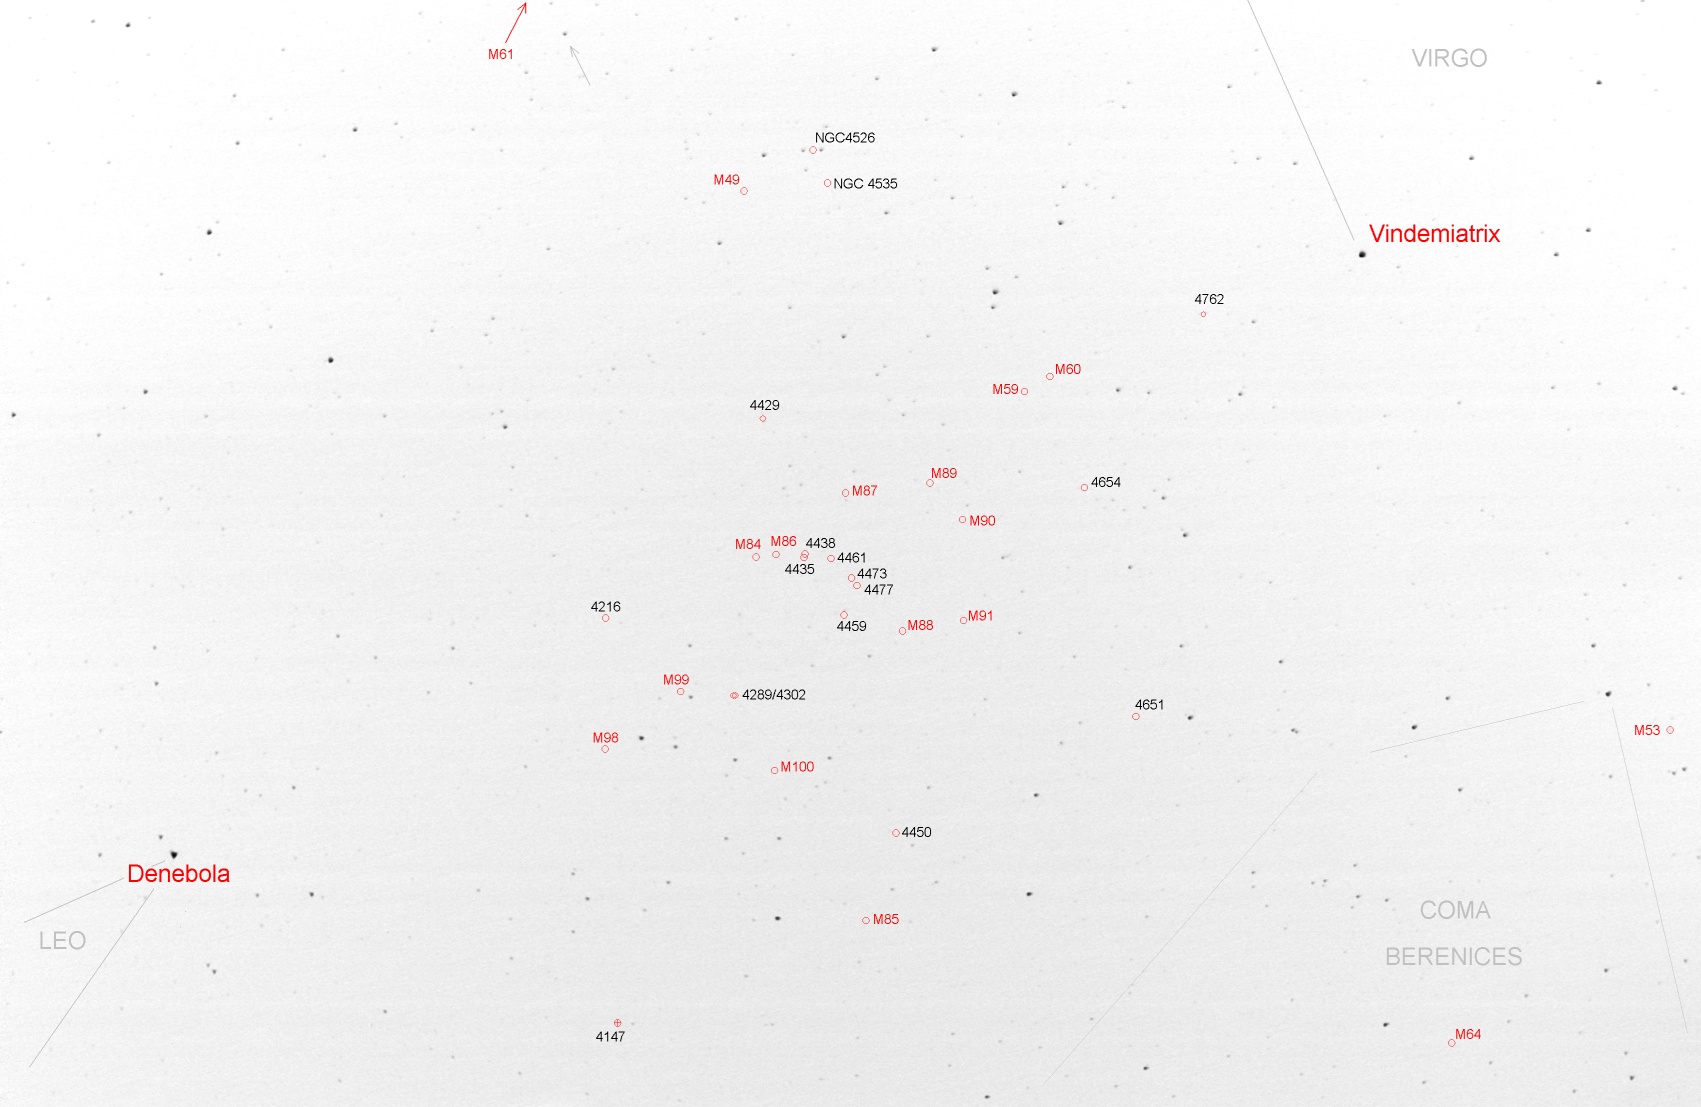 M61
VIRGO
NGC4526
M49
NGC 4535
Vindemiatrix
4762
M60
M59
4429
M89
M87
4654
M90
M84
M86
4438
4435
4461
4473
4477
4216
4459
M88
M91
M99
4289/4302
4651
M98
M53
M100
4450
Denebola
COMA
M85
LEO
BERENICES
4147
M64